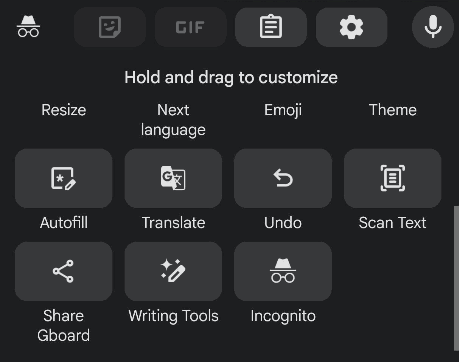 GIF
Hold and drag to customize
Resize
Next
language
Emoji
Theme
Autofill
Translate
Undo
Scan Text
Share
Gboard
Writing Tools
Incognito